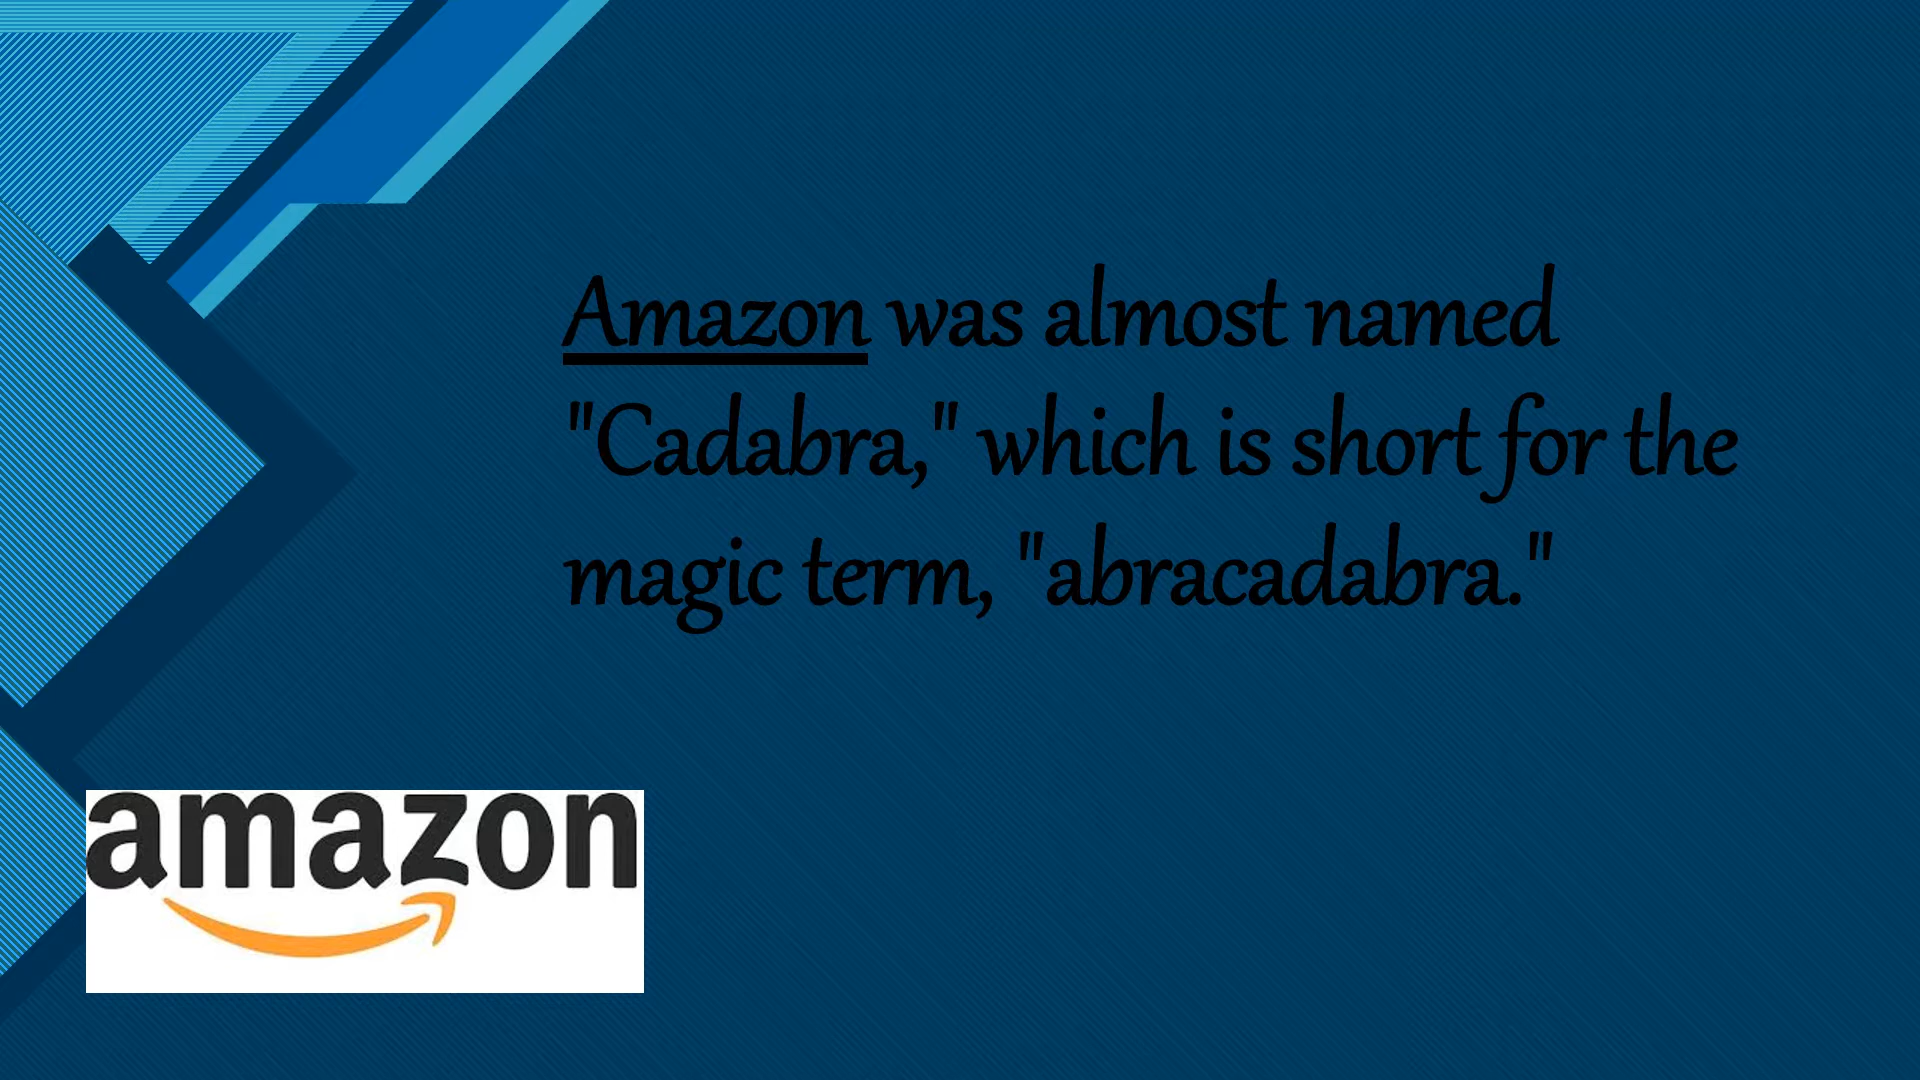 Amazon was almost named
"Cadabra," which is short for the
magic term, "abracadabra."
amazon